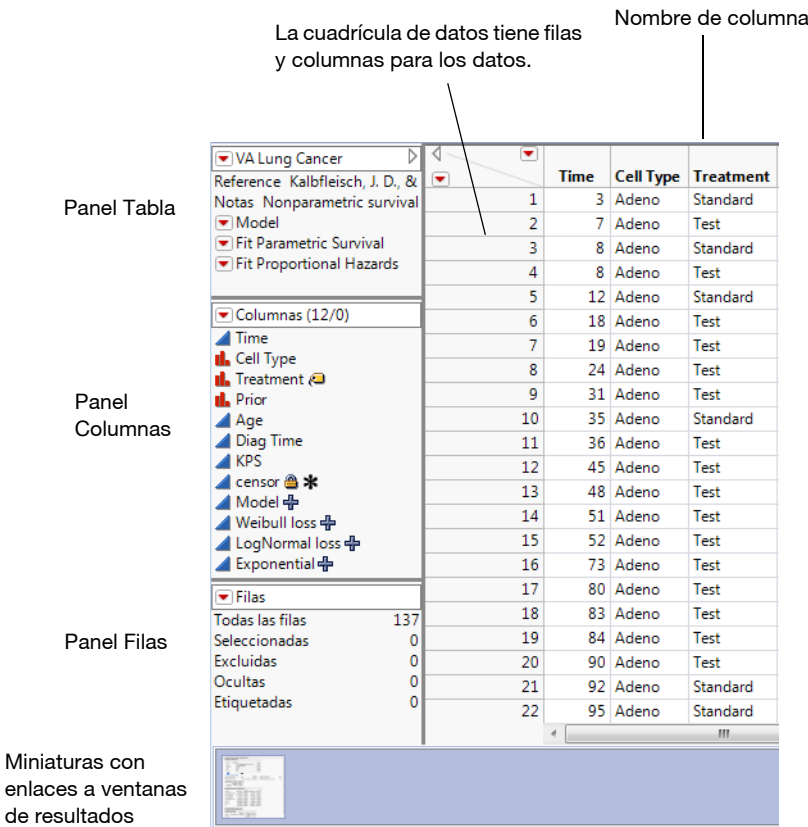 Nombre de columna
La cuadrícula de datos tiene filas
y columnas para los datos.
Panel Tabla
VA Lung Cancer
Reference Kalbfleisch, J. D., &
Notas Nonparametric survival
Model
Fit Parametric Survival
Fit Proportional Hazards
Panel
Columnas
Columnas (12/0)
Time
Cell Type
Treatment
Prior
Age
Diag Time
KPS
censor
Model
Weibull loss
LogNormal loss
Exponential
Panel Filas
Filas
Todas las filas 137
Seleccionadas 0
Excluidas 0
Ocultas 0
Etiquetadas 0
Time Cell Type Treatment
1 3 Adeno Standard
2 7 Adeno Test
3 8 Adeno Standard
4 8 Adeno Test
5 12 Adeno Standard
6 18 Adeno Test
7 19 Adeno Test
8 24 Adeno Test
9 31 Adeno Test
10 35 Adeno Standard
11 36 Adeno Test
12 45 Adeno Test
13 48 Adeno Test
14 51 Adeno Test
15 52 Adeno Test
16 73 Adeno Test
17 80 Adeno Test
18 83 Adeno Test
19 84 Adeno Test
20 90 Adeno Test
21 92 Adeno Standard
22 95 Adeno Standard
Miniaturas con
enlaces a ventanas
de resultados